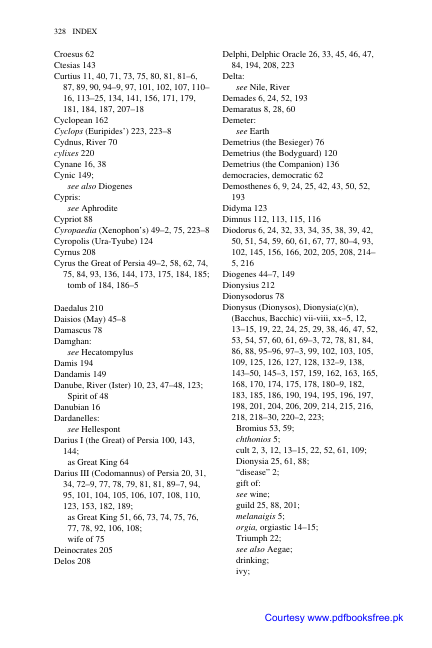 328 INDEX
Croesus 62
Ctesias 143
Curtius 11, 40, 71, 73, 75, 80, 81, 81–6,
87, 89, 90, 94–9, 97, 101, 102, 107, 110–
16, 113–25, 134, 141, 156, 171, 179,
181, 184, 187, 207–18
Cyclopean 162
Cyclops (Euripides’) 223, 223–8
Cydnus, River 70
cylixes 220
Cynane 16, 38
Cynic 149;
see also Diogenes
Cypris:
see Aphrodite
Cypriot 88
Cyropaedia (Xenophon’s) 49–2, 75, 223–8
Cyropolis (Ura-Tyube) 124
Cyrnus 208
Cyrus the Great of Persia 49–2, 58, 62, 74,
75, 84, 93, 136, 144, 173, 175, 184, 185;
tomb of 184, 186–5
Daedalus 210
Daisios (May) 45–8
Damascus 78
Damghan:
see Hecatompylus
Damis 194
Dandamis 149
Danube, River (Ister) 10, 23, 47–48, 123;
Spirit of 48
Danubian 16
Dardanelles:
see Hellespont
Darius I (the Great) of Persia 100, 143,
144;
as Great King 64
Darius III (Codomannus) of Persia 20, 31,
34, 72–9, 77, 78, 79, 81, 81, 89–7, 94,
95, 101, 104, 105, 106, 107, 108, 110,
123, 153, 182, 189;
as Great King 51, 66, 73, 74, 75, 76,
77, 78, 92, 106, 108;
wife of 75
Deinocrates 205
Delos 208
Delphi, Delphic Oracle 26, 33, 45, 46, 47,
84, 194, 208, 223
Delta:
see Nile, River
Demades 6, 24, 52, 193
Demaratus 8, 28, 60
Demeter:
see Earth
Demetrius (the Besieger) 76
Demetrius (the Bodyguard) 120
Demetrius (the Companion) 136
democracies, democratic 62
Demosthenes 6, 9, 24, 25, 42, 43, 50, 52,
193
Didyma 123
Dimnus 112, 113, 115, 116
Diodorus 6, 24, 32, 33, 34, 35, 38, 39, 42,
50, 51, 54, 59, 60, 61, 67, 77, 80–4, 93,
102, 145, 156, 166, 202, 205, 208, 214–
5, 216
Diogenes 44–7, 149
Dionysius 212
Dionysodorus 78
Dionysus (Dionysos), Dionysia(c)(n),
(Bacchus, Bacchic) vii-viii, xx–5, 12,
13–15, 19, 22, 24, 25, 29, 38, 46, 47, 52,
53, 54, 57, 60, 61, 69–3, 72, 78, 81, 84,
86, 88, 95–96, 97–3, 99, 102, 103, 105,
109, 125, 126, 127, 128, 132–9, 138,
143–50, 145–3, 157, 159, 162, 163, 165,
168, 170, 174, 175, 178, 180–9, 182,
183, 185, 186, 190, 194, 195, 196, 197,
198, 201, 204, 206, 209, 214, 215, 216,
218, 218–30, 220–2, 223;
Bromius 53, 59;
chthonios 5;
cult 2, 3, 12, 13–15, 22, 52, 61, 109;
Dionysia 25, 61, 88;
“disease” 2;
gift of:
see wine;
guild 25, 88, 201;
melanaigis 5;
orgia, orgiastic 14–15;
Triumph 22;
see also Aegae;
drinking;
ivy;
Courtesy www.pdfbooksfree.pk